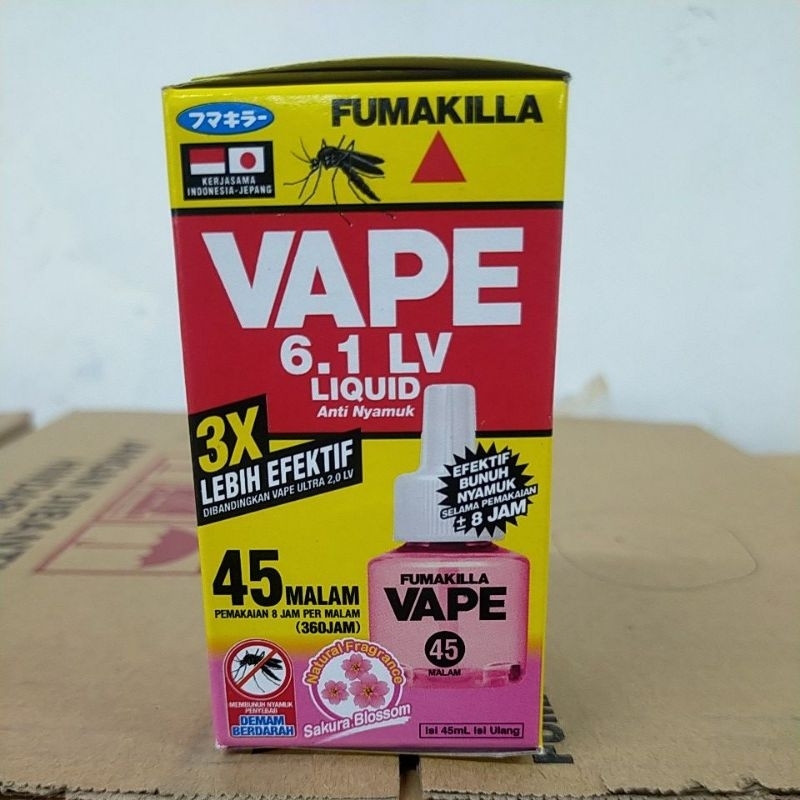 フマキラー
FUMAKILLA
KERJASAMA
INDONESIA-JEPANG
VAPE
6.1 LV
LIQUID
Anti Nyamuk
3X
LEBIH EFEKTIF
DIBANDINGKAN VAPE ULTRA 2,0 LV
EFEKTIF
BUNUH
NYAMUK
SELAMA PEMAKAIAN
± 8 JAM
45 MALAM
PEMAKAIAN 8 JAM PER MALAM
(360JAM)
FUMAKILLA
VAPE
45
MALAM
MEMBUNUH NYAMUK
PENYEBAB
DEMAM
BERDARAH
Natural Fragrance
Sakura Blossom
Isi 45mL Isi Ulang